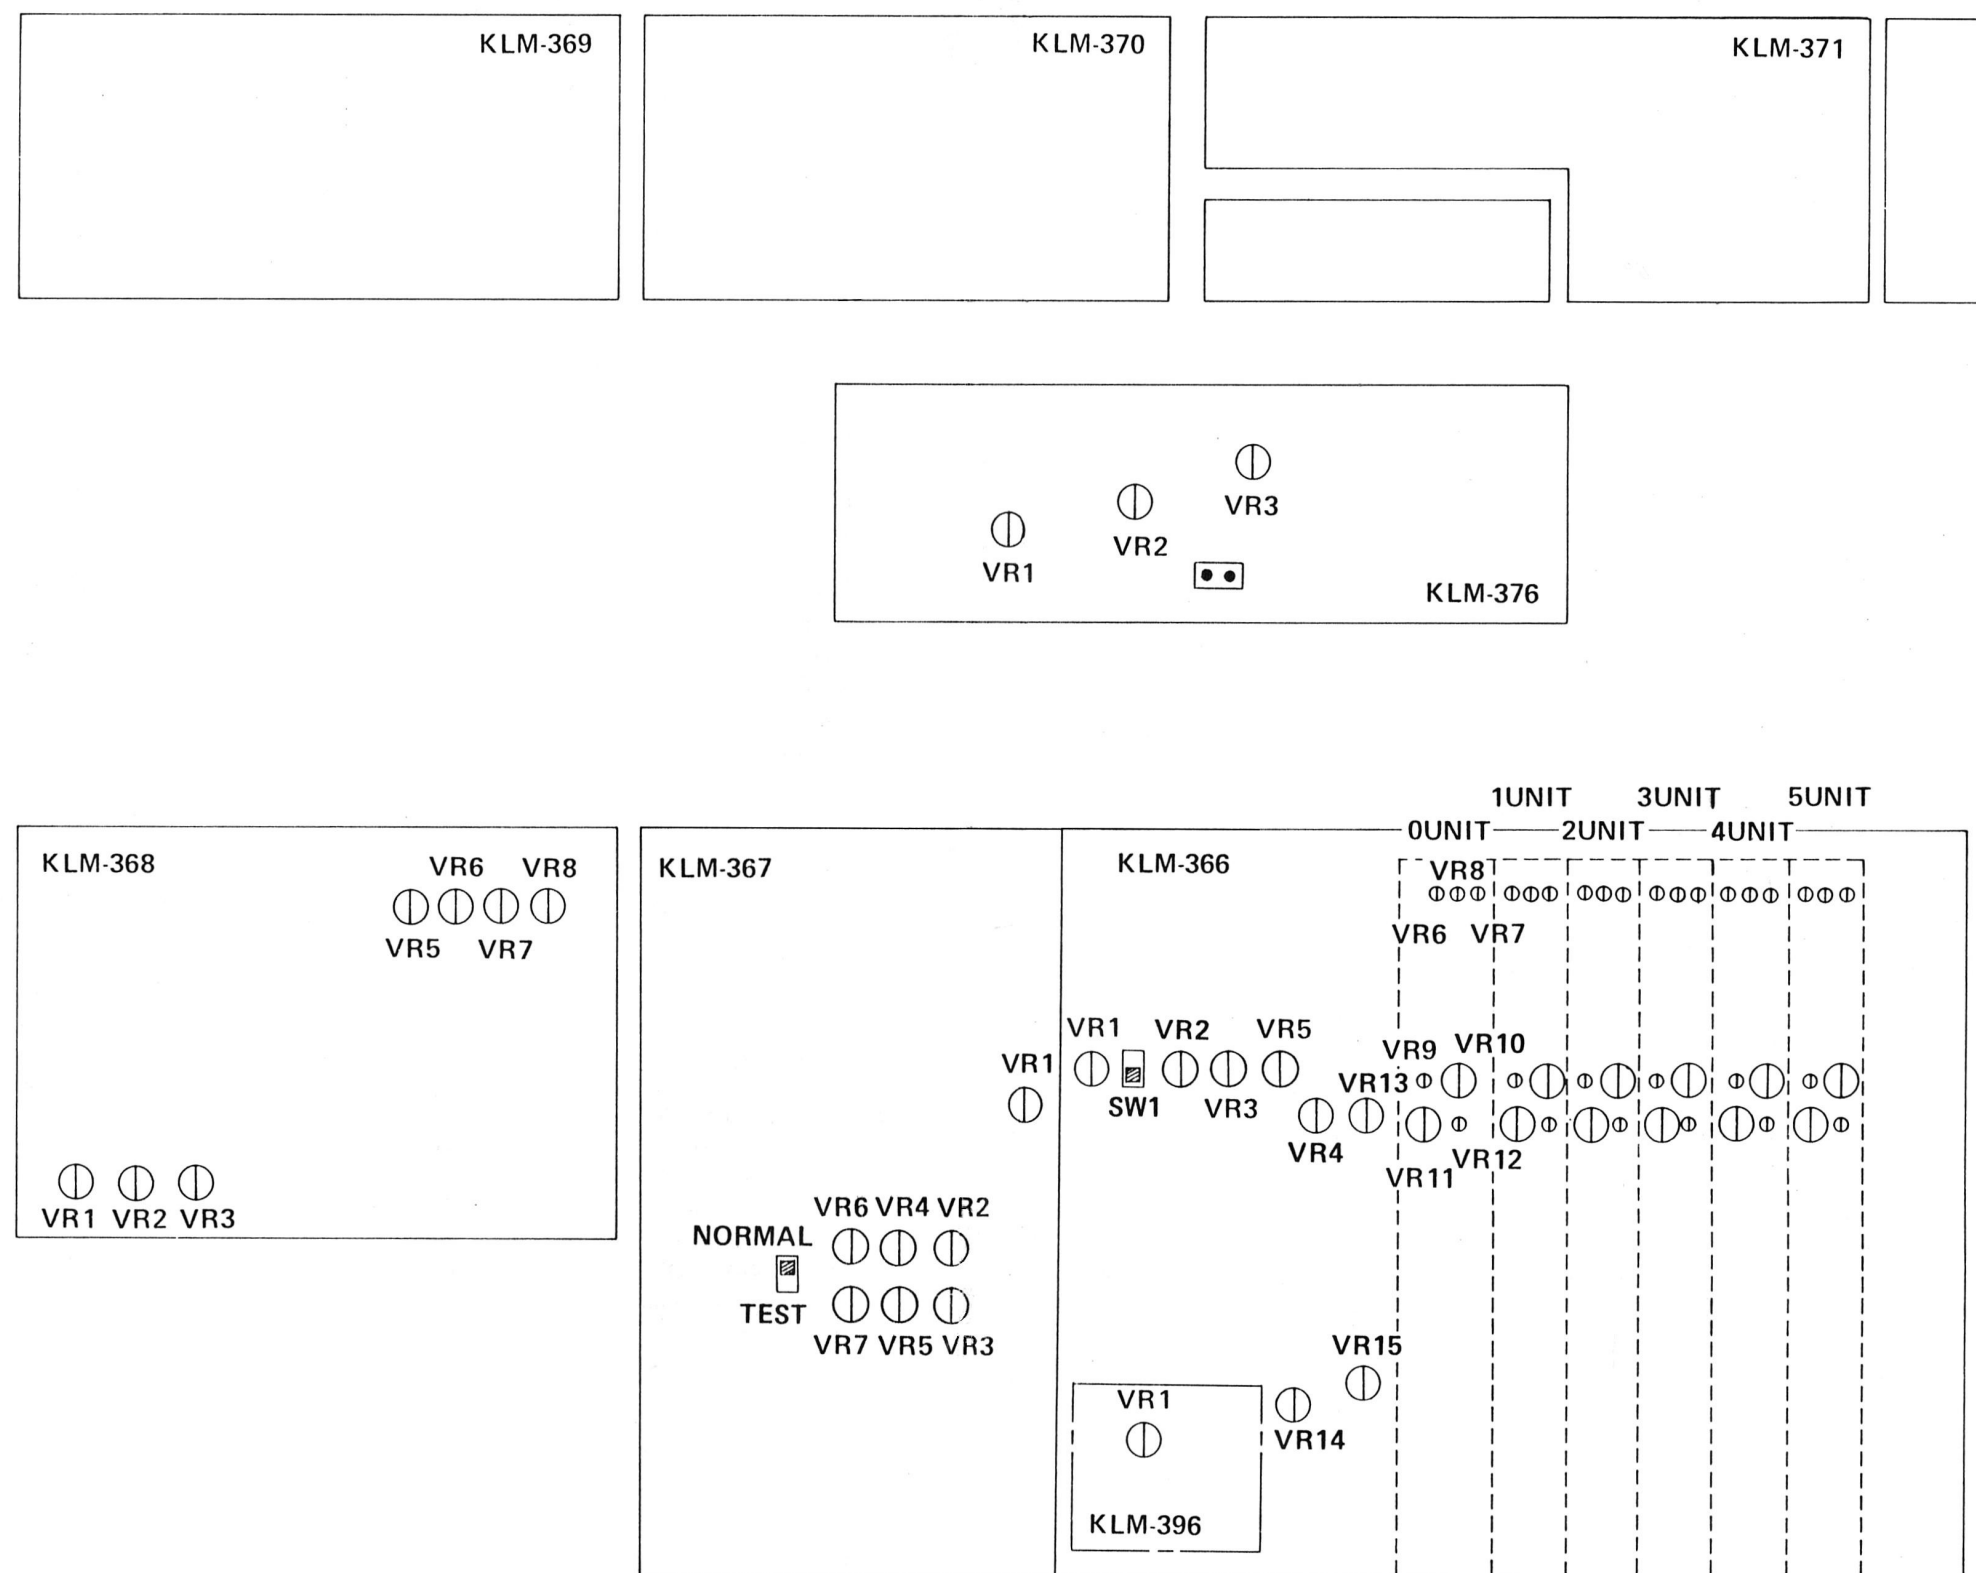 KLM-369
KLM-370
KLM-371
VR3
VR2
VR1
KLM-376
1UNIT 3UNIT 5UNIT
0UNIT 2UNIT 4UNIT
KLM-368
VR6 VR8
VR5 VR7
VR1 VR2 VR3
KLM-367
VR1
VR6 VR4 VR2
NORMAL
TEST
VR7 VR5 VR3
KLM-366
VR8
VR6 VR7
VR1 VR2 VR5
SW1 VR3
VR9 VR10
VR13
VR4
VR12
VR11
VR15
VR14
VR1
KLM-396